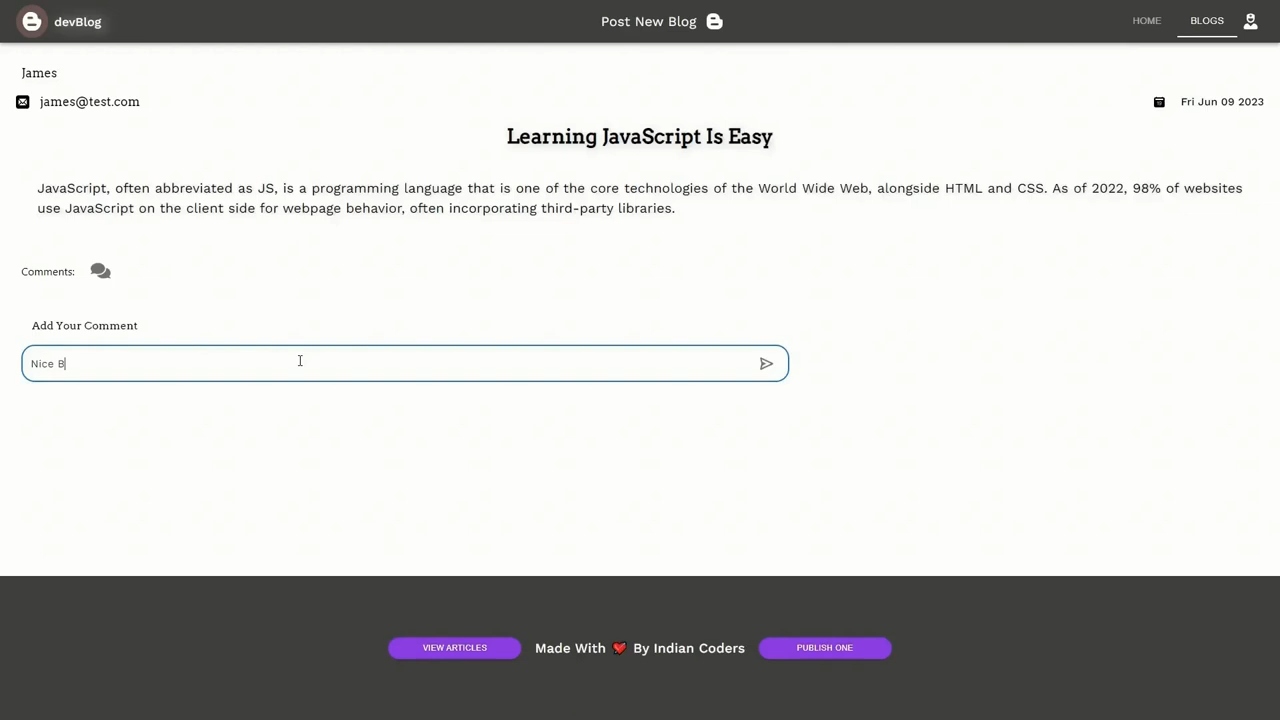 devBlog
Post New Blog
HOME
BLOGS
James
james@test.com
Fri Jun 09 2023
Learning JavaScript Is Easy
JavaScript, often abbreviated as JS, is a programming language that is one of the core technologies of the World Wide Web, alongside HTML and CSS. As of 2022, 98% of websites
use JavaScript on the client side for webpage behavior, often incorporating third-party libraries.
Comments:
Add Your Comment
Nice B
VIEW ARTICLES
Made With ❤ By Indian Coders
PUBLISH ONE